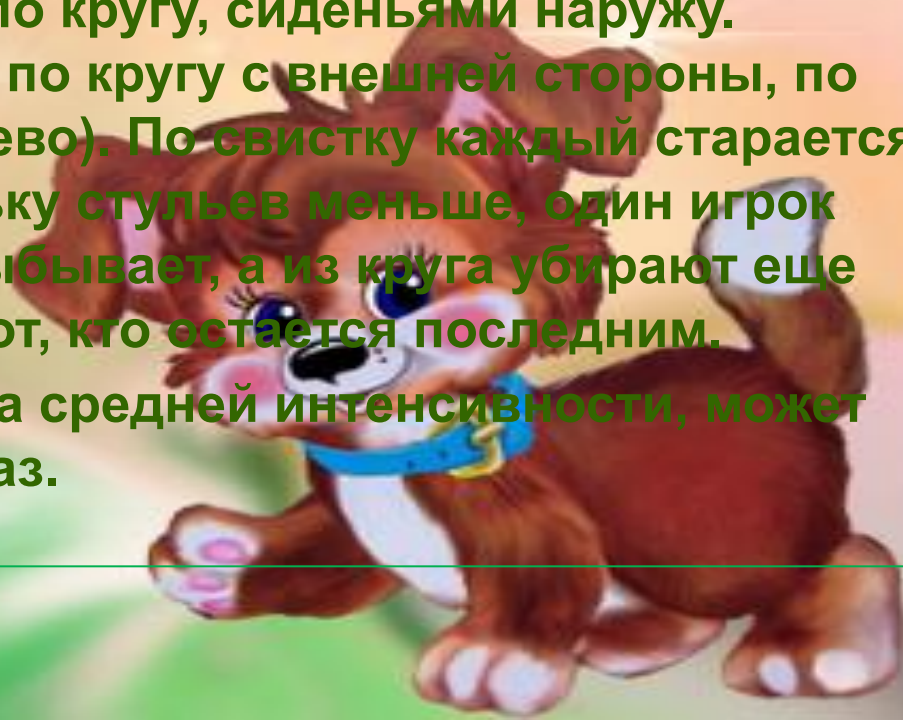 по кругу, сиденьями наружу.
по кругу с внешней стороны, по
ево). По свистку каждый старается
ку стульев меньше, один игрок
ыбывает, а из круга убирают еще
от, кто остается последним.
а средней интенсивности, может
аз.